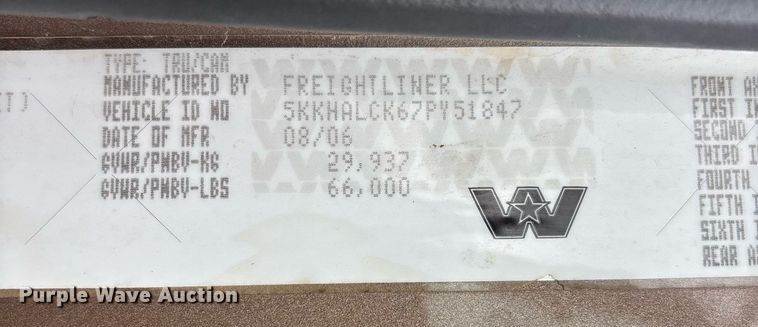 TYPE: TRU/CAM
MANUFACTURED BY FREIGHTLINER LLC
VEHICLE ID NO 5KKHALCK67PY51847
DATE OF MFR 08/06
GVWR/PNBV-KG 29,937
GVWR/PNBV-LBS 66,000
W
FRONT
FIRST
SECOND
THIRD
FOURTH
FIFTH
SIXTH
REAR
Purple Wave Auction